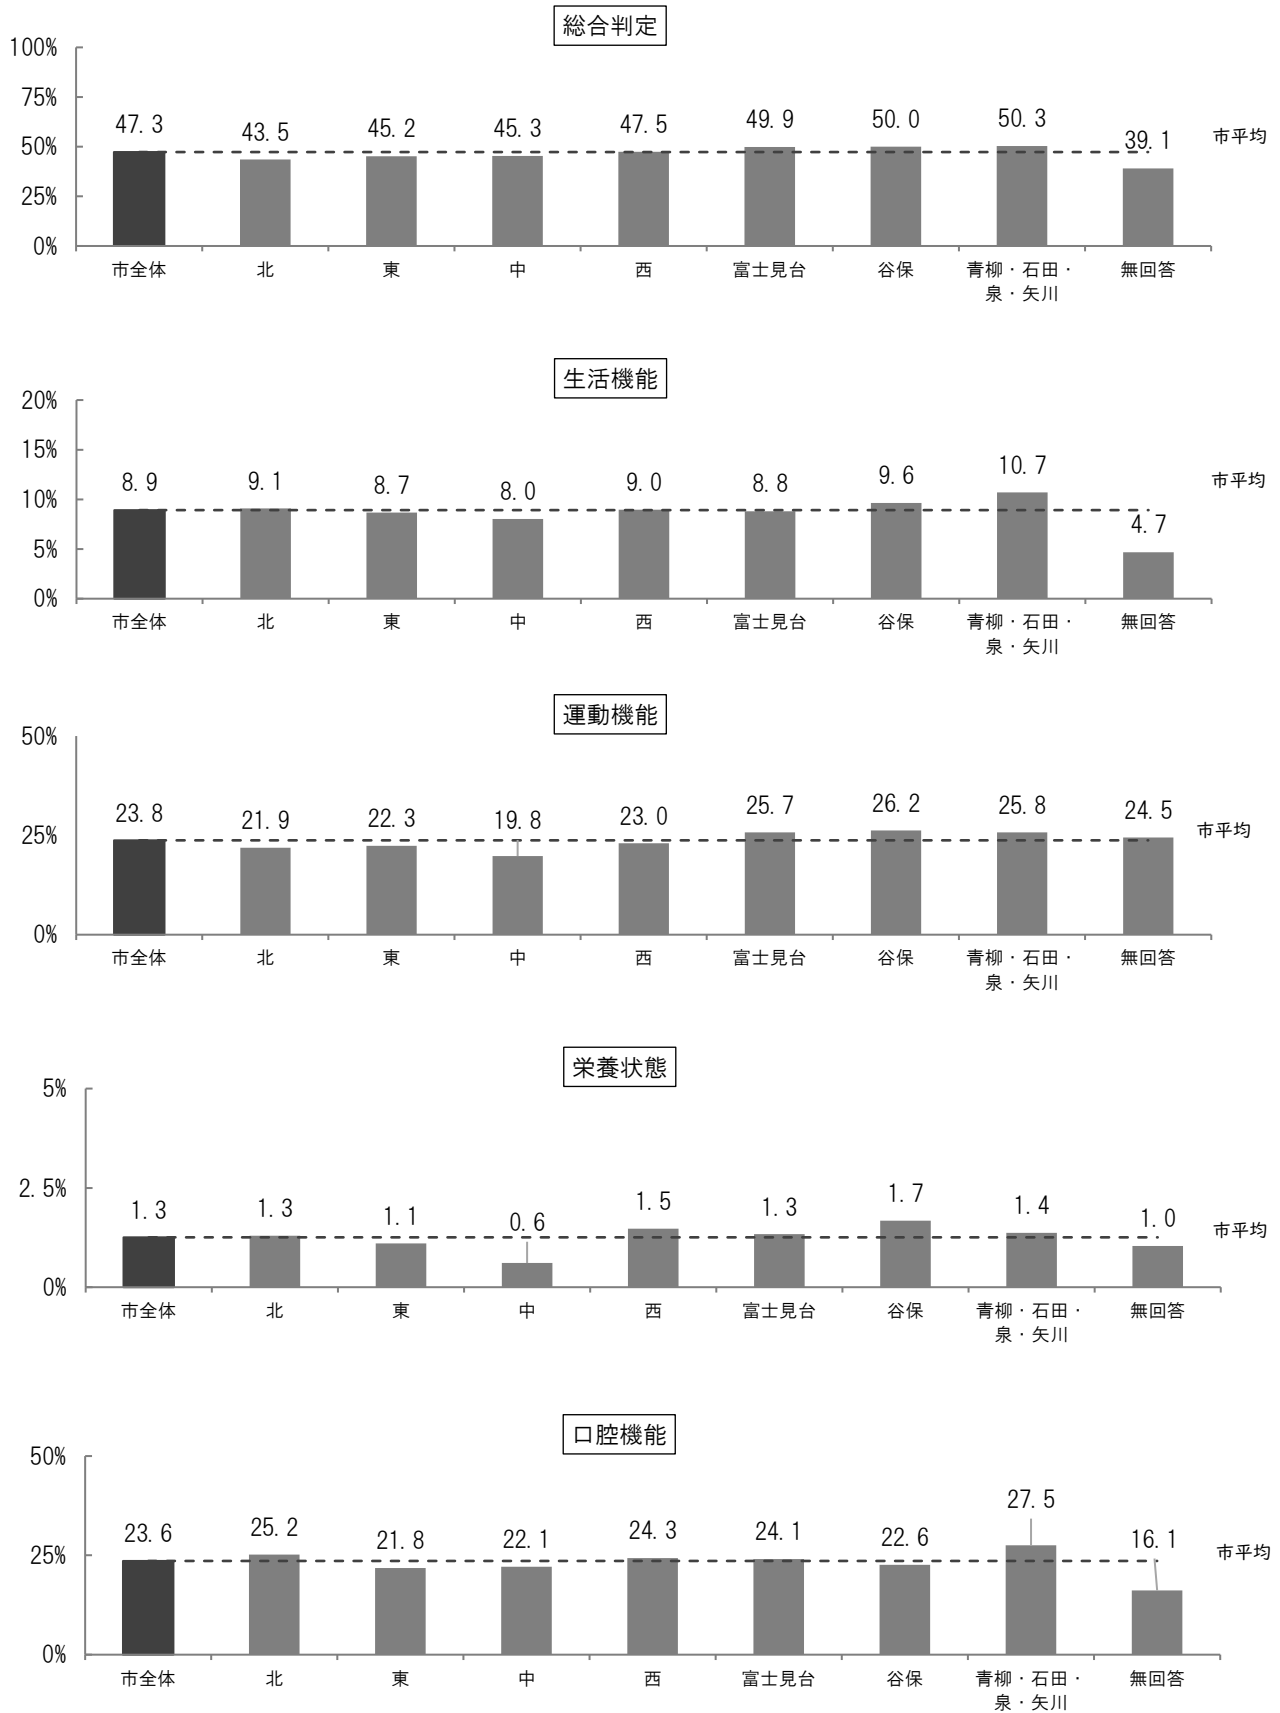 総合判定
100%
75%
50%
25%
0%
47.3
43.5
45.2
45.3
47.5
49.9
50.0
50.3
39.1
市平均
市全体
北
東
中
西
富士見台
谷保
青柳・石田・
泉・矢川
無回答
生活機能
20%
15%
10%
5%
0%
8.9
9.1
8.7
8.0
9.0
8.8
9.6
10.7
4.7
市平均
市全体
北
東
中
西
富士見台
谷保
青柳・石田・
泉・矢川
無回答
運動機能
50%
25%
0%
23.8
21.9
22.3
19.8
23.0
25.7
26.2
25.8
24.5
市平均
市全体
北
東
中
西
富士見台
谷保
青柳・石田・
泉・矢川
無回答
栄養状態
5%
2.5%
0%
1.3
1.3
1.1
0.6
1.5
1.3
1.7
1.4
1.0
市平均
市全体
北
東
中
西
富士見台
谷保
青柳・石田・
泉・矢川
無回答
口腔機能
50%
25%
0%
23.6
25.2
21.8
22.1
24.3
24.1
22.6
27.5
16.1
市平均
市全体
北
東
中
西
富士見台
谷保
青柳・石田・
泉・矢川
無回答